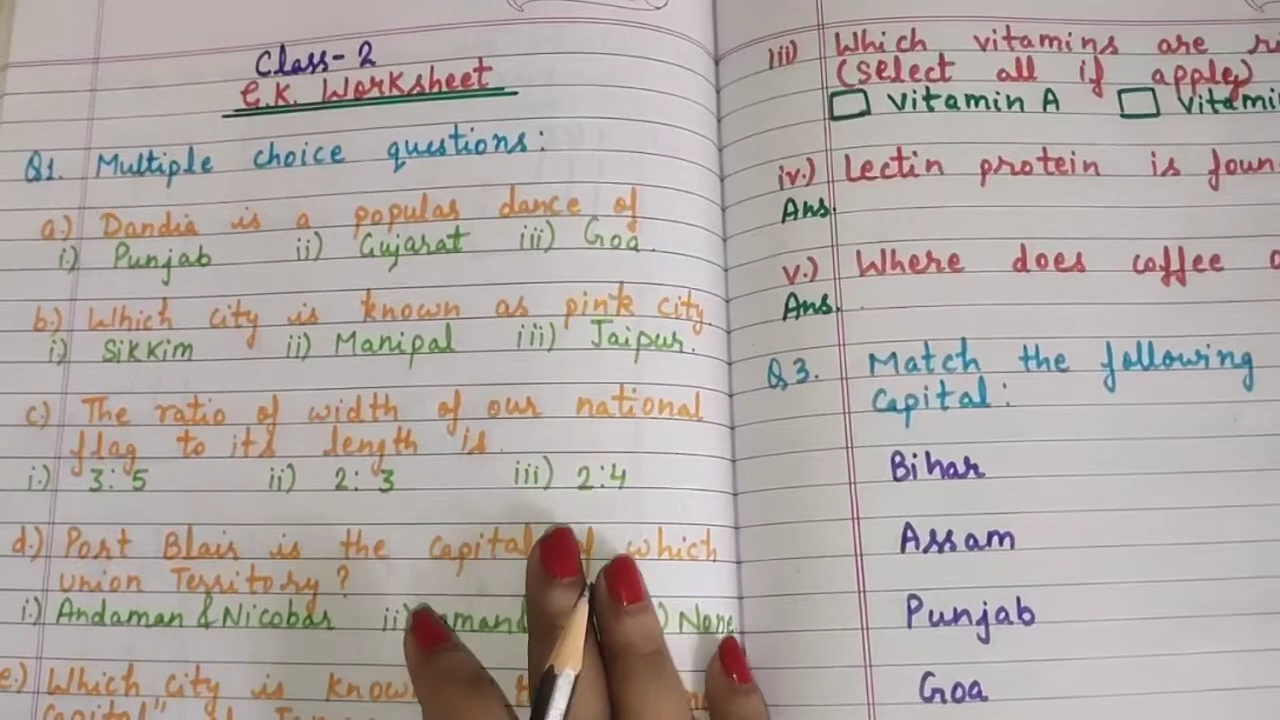 Class-2
G.K. Worksheet
Q1. Multiple choice questions:
a.) Dandia is a popular dance of
i.) Punjab ii) Gujarat iii) Goa.
b.) Which city is known as pink city
i.) Sikkim ii) Manipal iii) Jaipur.
c.) The ratio of width of our national
flag to its length is.
i.) 3:5 ii) 2:3 iii) 2:4
d.) Port Blair is the capital of which
union Territory?
i.) Andaman & Nicobar ii) None.
e.) Which city is
Capital"
iii) Which vitamins are
(select all if apply)
Vitamin A
iv.) Lectin protein is
Ans.
v.) Where does coffee
Ans.
Q3. Match the following
Capital:
Bihar
Assam
Punjab
Goa